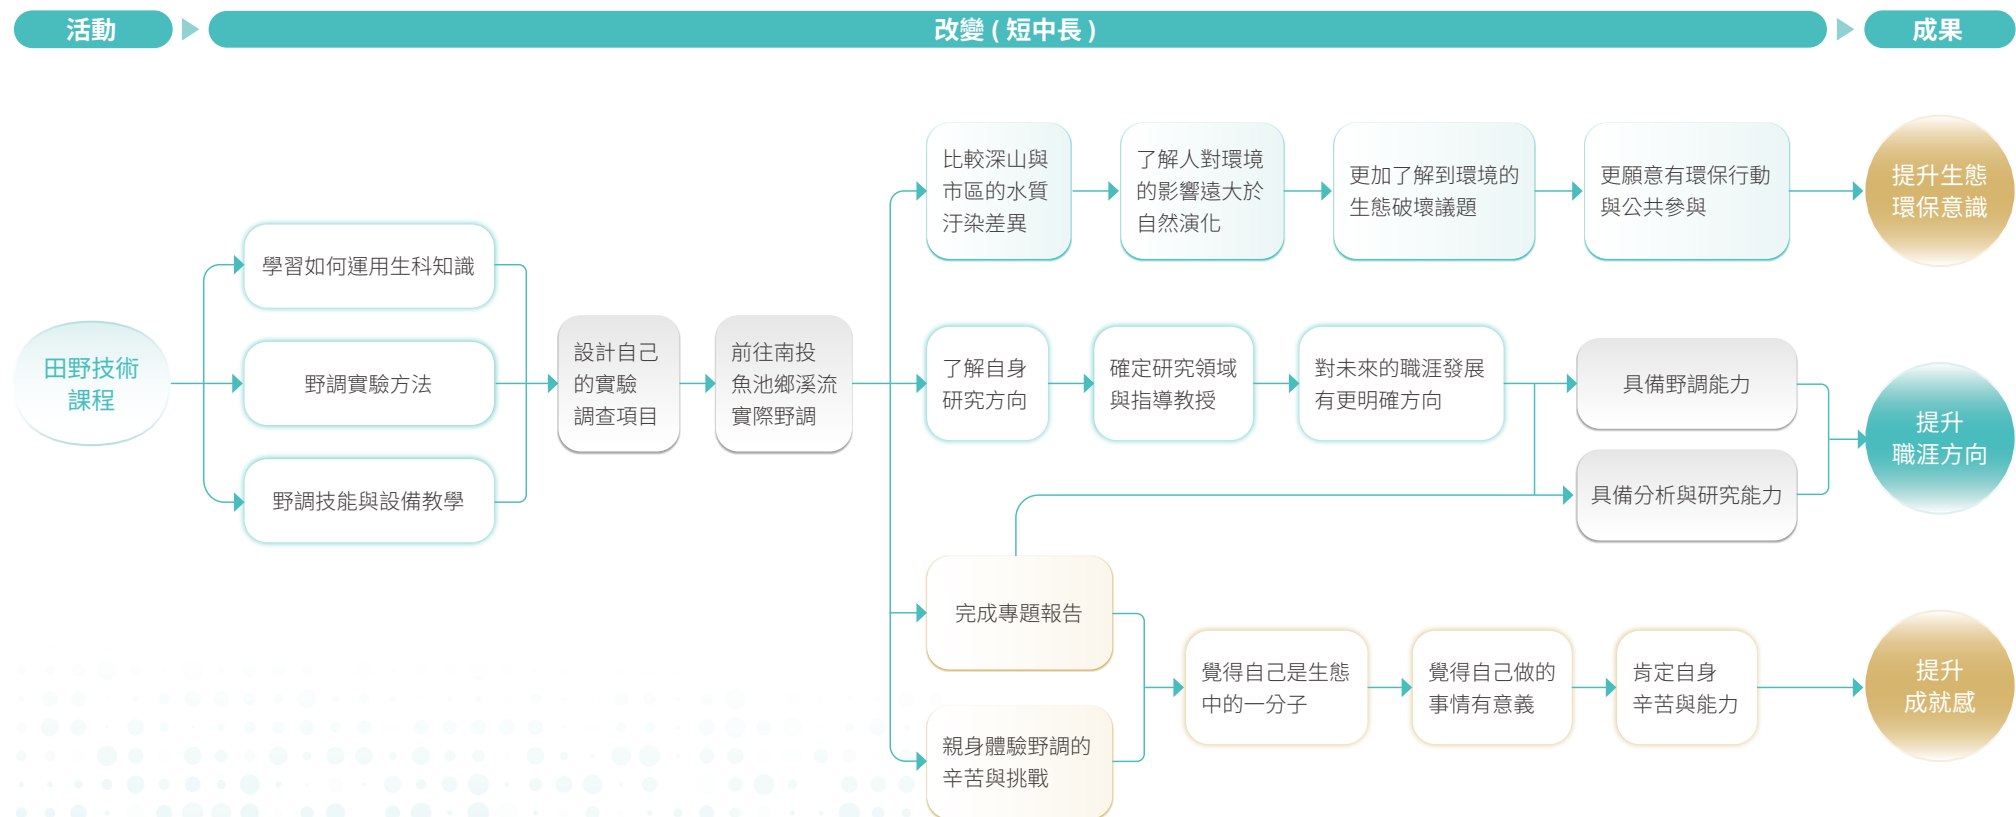 活動
改變 ( 短中長 )
成果
田野技術
課程
學習如何運用生科知識
野調實驗方法
野調技能與設備教學
設計自己
的實驗
調查項目
前往南投
魚池鄉溪流
實際野調
比較深山與
市區的水質
汙染差異
了解人對環境
的影響遠大於
自然演化
更加了解到環境的
生態破壞議題
更願意有環保行動
與公共參與
提升生態
環保意識
了解自身
研究方向
確定研究領域
與指導教授
對未來的職涯發展
有更明確方向
具備野調能力
具備分析與研究能力
提升
職涯方向
完成專題報告
親身體驗野調的
辛苦與挑戰
覺得自己是生態
中的一分子
覺得自己做的
事情有意義
肯定自身
辛苦與能力
提升
成就感